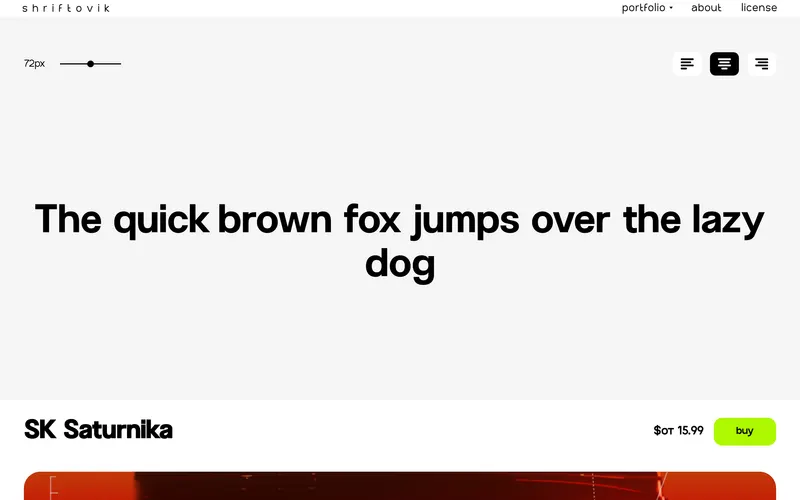 shriftovik
portfolio
about
license
72px
The quick brown fox jumps over the lazy
dog
SK Saturnika
$от 15.99
buy